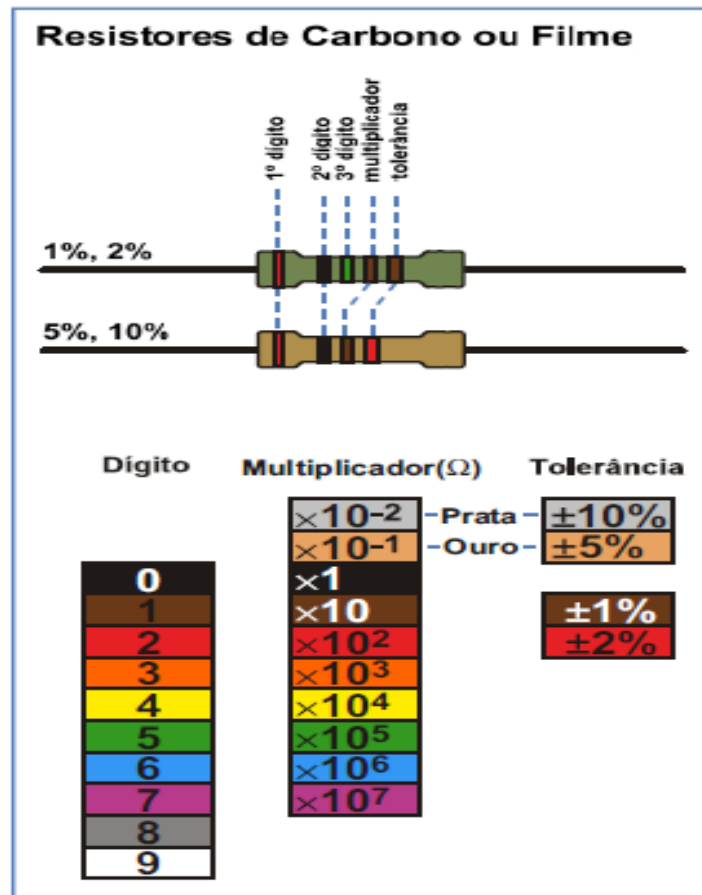 Resistores de Carbono ou Filme
1º dígito
2º dígito
3º dígito
multiplicador
tolerância
1%, 2%
5%, 10%
Dígito Multiplicador(Ω) Tolerância
×10⁻² Prata ±10%
×10⁻¹ Ouro ±5%
0 ×1
1 ×10 ±1%
2 ×10² ±2%
3 ×10³
4 ×10⁴
5 ×10⁵
6 ×10⁶
7 ×10⁷
8
9